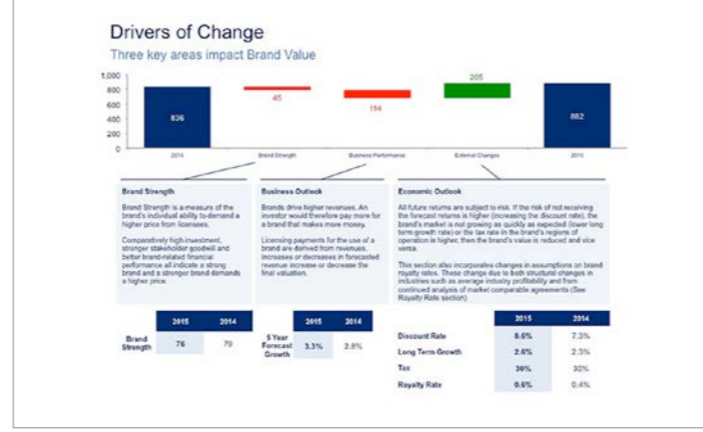 Drivers of Change
Three key areas impact Brand Value
1,000
800
600
400
200
0
836
45
114
205
882
2014
Brand Strength
Business Performance
External Changes
2015
Brand Strength
Brand Strength is a measure of the
brand's individual ability to demand a
higher price from licensees.
Comparatively high investment,
stronger stakeholder goodwill and
better brand-related financial
performance all indicate a strong
brand and a stronger brand demands
a higher price.
Business Outlook
Brands drive higher revenues. An
investor would therefore pay more for
a brand that makes more money.
Licensing payments for the use of a
brand are derived from revenues.
Increases or decreases in forecasted
revenue increase or decrease the
final valuation.
Economic Outlook
All future returns are subject to risk. If the risk of not receiving
the forecast returns is higher (increasing the discount rate), the
brand's market is not growing as quickly as expected (lower long
term growth rate) or the tax rate in the brand's regions of
operation is higher, then the brand's value is reduced and vice
versa.
This section also incorporates changes in assumptions on brand
royalty rates. These change due to both structural changes in
industries such as average industry profitability and from
continued analysis of market comparable agreements (See
Royalty Rate section)
2015 2014
Brand Strength 76 79
2015 2014
5 Year Forecast Growth 3.3% 2.8%
2015 2014
Discount Rate 8.6% 7.3%
Long Term Growth 2.6% 2.3%
Tax 30% 30%
Royalty Rate 0.6% 0.4%